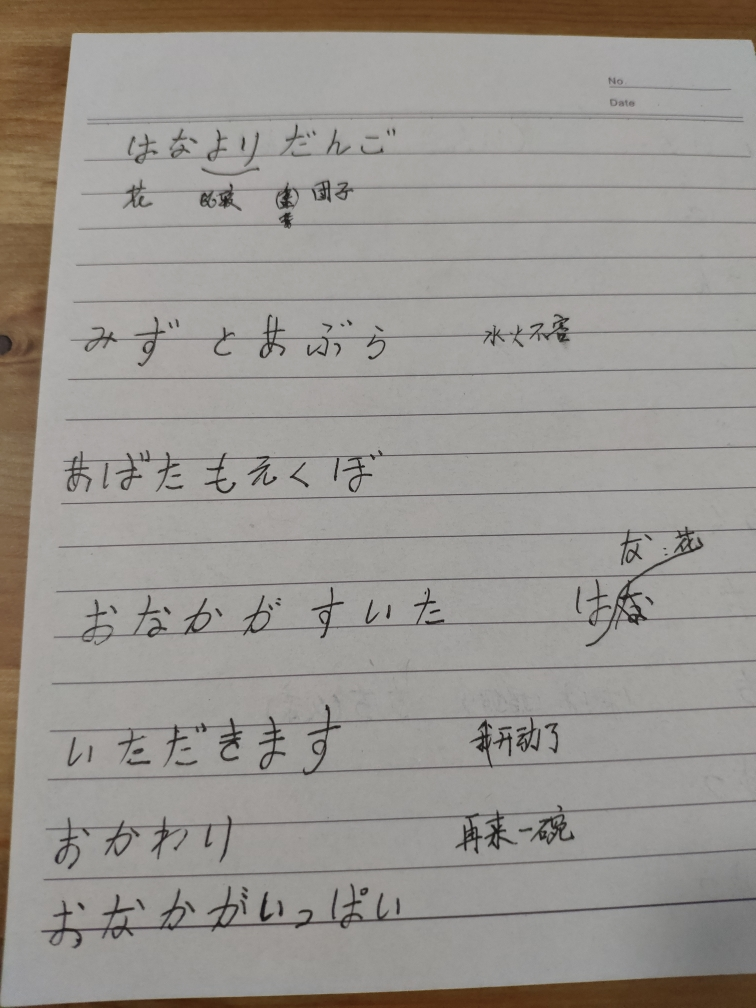 No
Date
はなよりだんご
花 团子
みずとあぶら 水火不容
あばたもえくぼ
な:花
おなかがすいた はな
いただきます 我开动了
おかわり 再来一碗
おなかがいっぱい